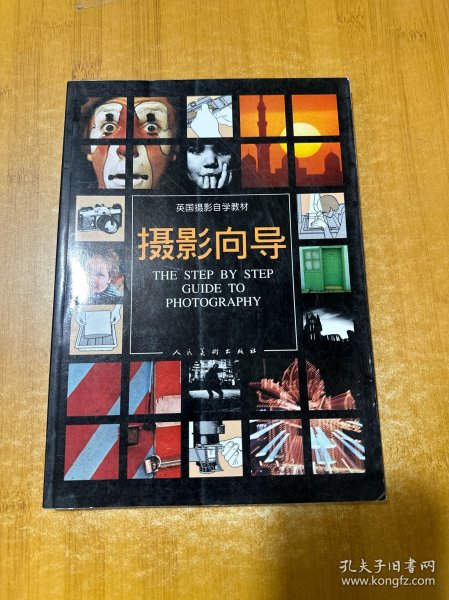 英国摄影自学教材
摄影向导
THE STEP BY STEP
GUIDE TO
PHOTOGRAPHY
人民美术出版社
孔夫子旧书网
www.kongfz.com